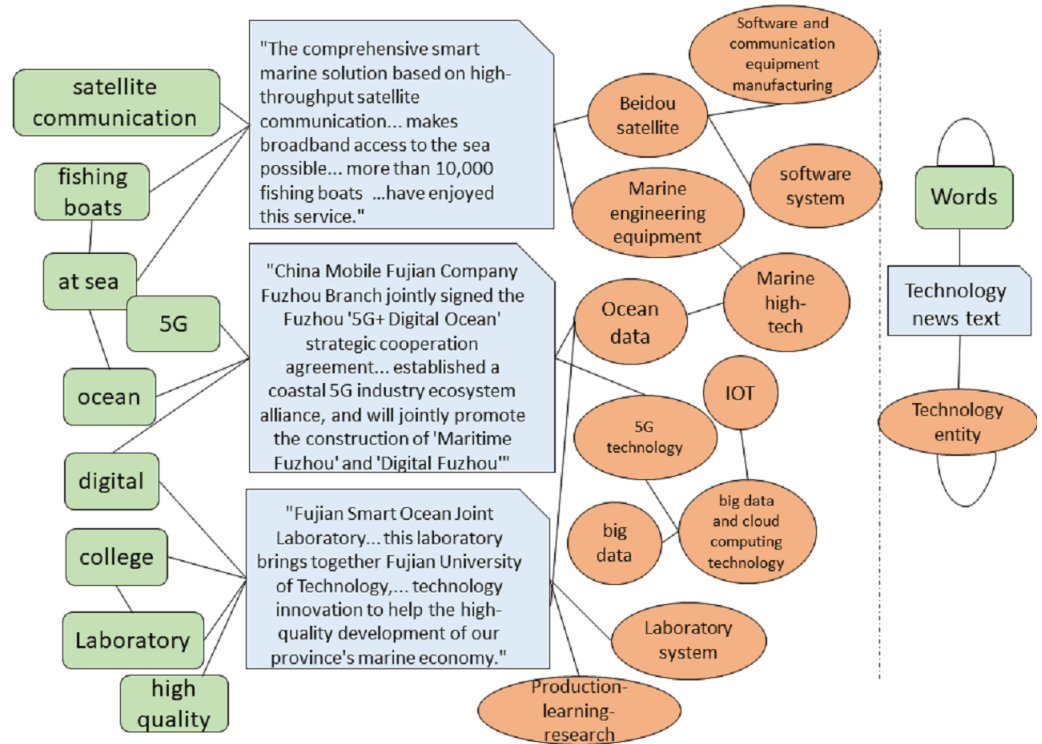 satellite
communication
fishing
boats
at sea
5G
ocean
digital
college
Laboratory
high
quality
"The comprehensive smart
marine solution based on high-
throughput satellite
communication... makes
broadband access to the sea
possible... more than 10,000
fishing boats ...have enjoyed
this service."
"China Mobile Fujian Company
Fuzhou Branch jointly signed the
Fuzhou '5G+ Digital Ocean'
strategic cooperation
agreement... established a
coastal 5G industry ecosystem
alliance, and will jointly promote
the construction of 'Maritime
Fuzhou' and 'Digital Fuzhou'"
"Fujian Smart Ocean Joint
Laboratory... this laboratory
brings together Fujian University
of Technology,... technology
innovation to help the high-
quality development of our
province's marine economy."
Software and
communication
equipment
manufacturing
Beidou
satellite
software
system
Marine
engineering
equipment
Marine
high-
tech
Ocean
data
IOT
5G
technology
big
data
big data
and cloud
computing
technology
Laboratory
system
Production-
learning-
research
Words
Technology
news text
Technology
entity